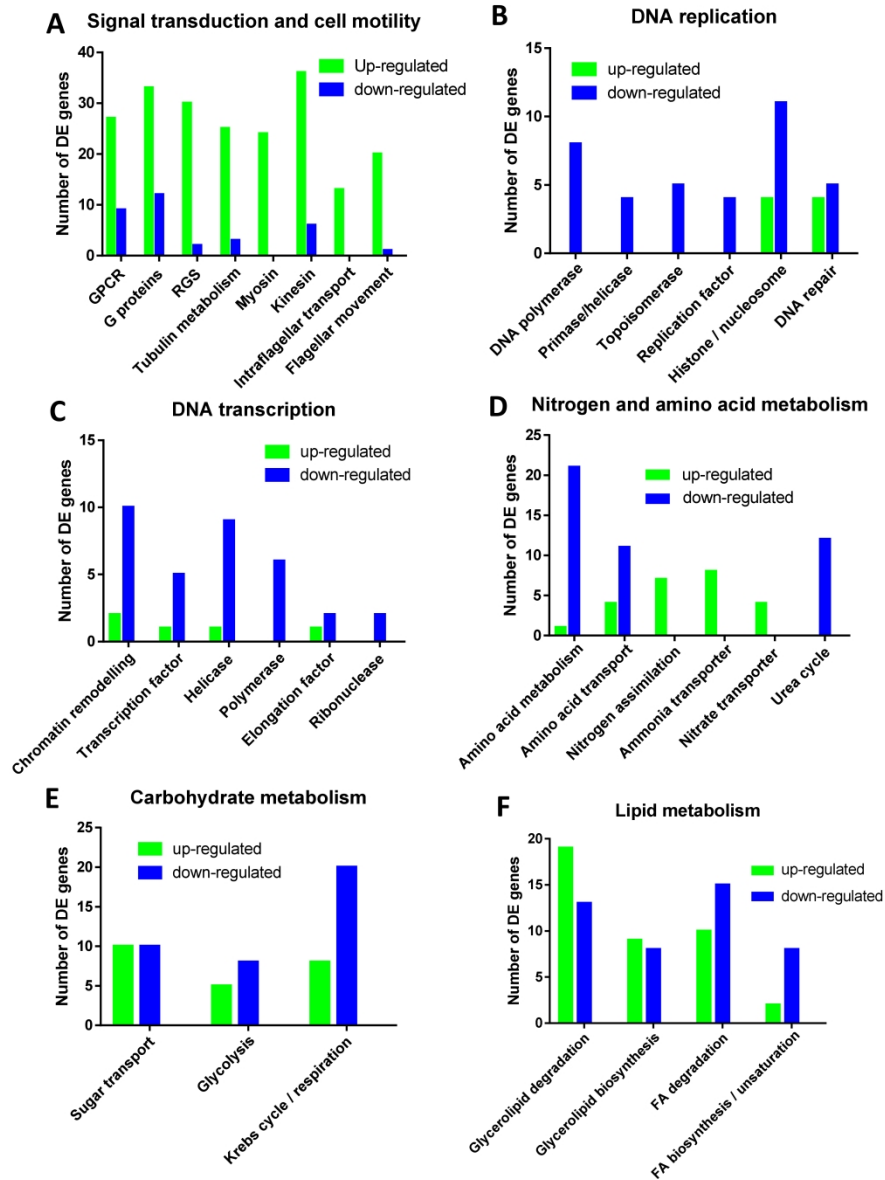 A Signal transduction and cell motility
Number of DE genes
40
30
20
10
0
Up-regulated
down-regulated
GPCR
G proteins
RGS
Tubulin metabolism
Myosin
Kinesin
Intraflagellar transport
Flagellar movement
B DNA replication
Number of DE genes
15
10
5
0
up-regulated
down-regulated
DNA polymerase
Primase/helicase
Topoisomerase
Replication factor
Histone / nucleosome
DNA repair
C DNA transcription
Number of DE genes
15
10
5
0
up-regulated
down-regulated
Chromatin remodelling
Transcription factor
Helicase
Polymerase
Elongation factor
Ribonuclease
D Nitrogen and amino acid metabolism
Number of DE genes
25
20
15
10
5
0
up-regulated
down-regulated
Amino acid metabolism
Amino acid transport
Nitrogen assimilation
Ammonia transporter
Nitrate transporter
Urea cycle
E Carbohydrate metabolism
Number of DE genes
25
20
15
10
5
0
up-regulated
down-regulated
Sugar transport
Glycolysis
Krebs cycle / respiration
F Lipid metabolism
Number of DE genes
20
15
10
5
0
up-regulated
down-regulated
Glycerolipid degradation
Glycerolipid biosynthesis
FA degradation
FA biosynthesis / unsaturation